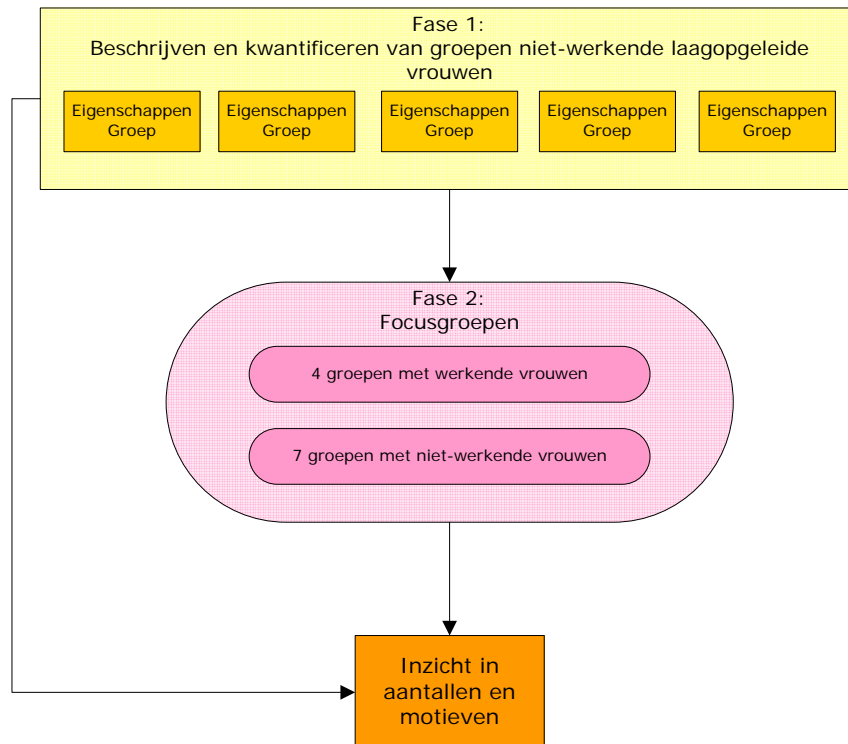 Fase 1:
Beschrijven en kwantificeren van groepen niet-werkende laagopgeleide
vrouwen
Eigenschappen
Groep
Eigenschappen
Groep
Eigenschappen
Groep
Eigenschappen
Groep
Eigenschappen
Groep
Fase 2:
Focusgroepen
4 groepen met werkende vrouwen
7 groepen met niet-werkende vrouwen
Inzicht in
aantallen en
motieven